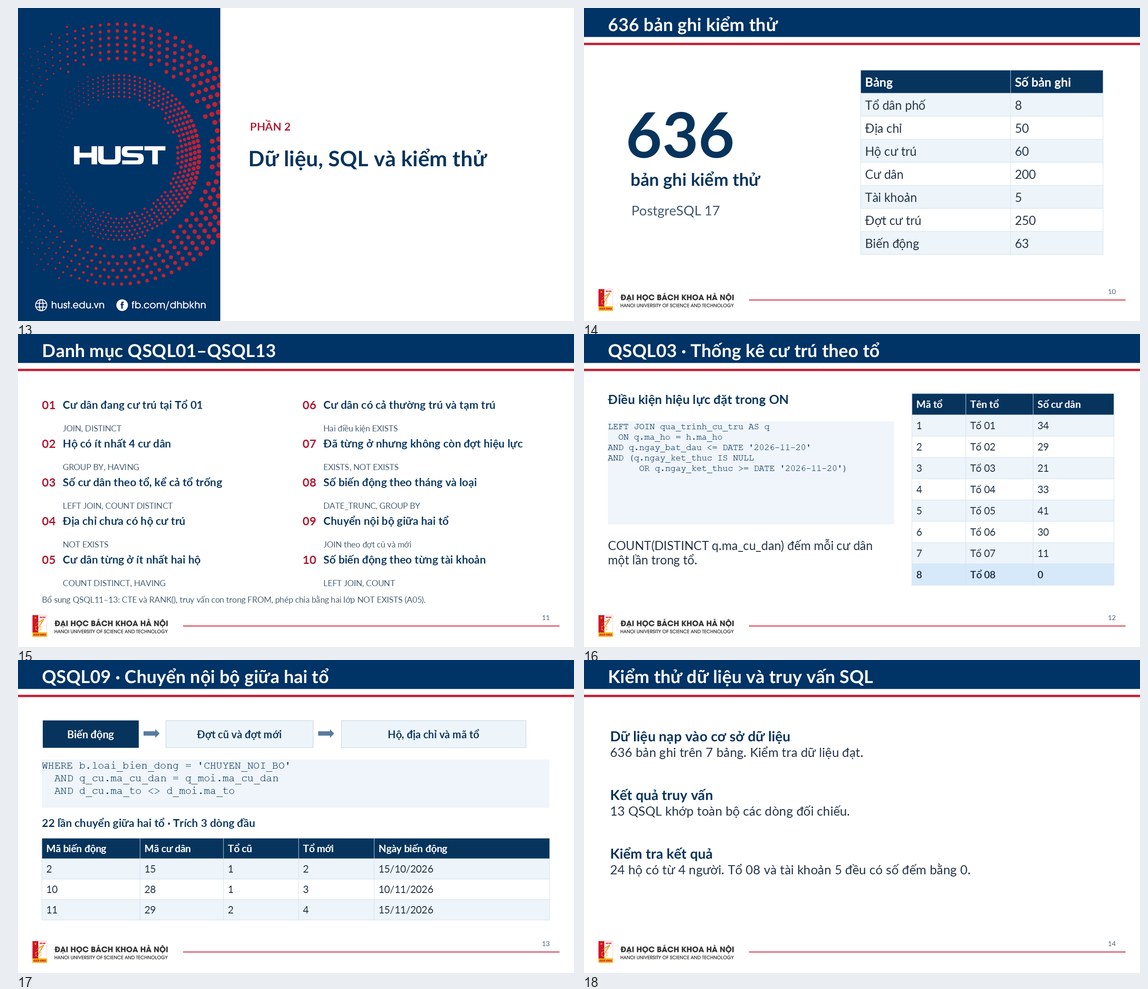 HUST
hust.edu.vn
fb.com/dhbkhn
PHẦN 2
Dữ liệu, SQL và kiểm thử
13
636 bản ghi kiểm thử
636
bản ghi kiểm thử
PostgreSQL 17
Bảng Số bản ghi
Tổ dân phố 8
Địa chỉ 50
Hộ cư trú 60
Cư dân 200
Tài khoản 5
Đợt cư trú 250
Biến động 63
ĐẠI HỌC BÁCH KHOA HÀ NỘI
HANOI UNIVERSITY OF SCIENCE AND TECHNOLOGY
10
14
Danh mục QSQL01–QSQL13
01 Cư dân đang cư trú tại Tổ 01
JOIN, DISTINCT
02 Hộ có ít nhất 4 cư dân
GROUP BY, HAVING
03 Số cư dân theo tổ, kể cả tổ trống
LEFT JOIN, COUNT DISTINCT
04 Địa chỉ chưa có hộ cư trú
NOT EXISTS
05 Cư dân từng ở ít nhất hai hộ
COUNT DISTINCT, HAVING
06 Cư dân có cả thường trú và tạm trú
Hai điều kiện EXISTS
07 Đã từng ở nhưng không còn đợt hiệu lực
EXISTS, NOT EXISTS
08 Số biến động theo tháng và loại
DATE_TRUNC, GROUP BY
09 Chuyển nội bộ giữa hai tổ
JOIN theo đợt cũ và mới
10 Số biến động theo từng tài khoản
LEFT JOIN, COUNT
Bổ sung QSQL11–13: CTE và RANK(), truy vấn con trong FROM, phép chia bằng hai lớp NOT EXISTS (A05).
ĐẠI HỌC BÁCH KHOA HÀ NỘI
HANOI UNIVERSITY OF SCIENCE AND TECHNOLOGY
11
15
QSQL03 · Thống kê cư trú theo tổ
Điều kiện hiệu lực đặt trong ON
LEFT JOIN qua_trinh_cu_tru AS q
ON q.ma_ho = h.ma_ho
AND q.ngay_bat_dau <= DATE '2026-11-20'
AND (q.ngay_ket_thuc IS NULL
OR q.ngay_ket_thuc >= DATE '2026-11-20')
COUNT(DISTINCT q.ma_cu_dan) đếm mỗi cư dân
một lần trong tổ.
Mã tổ Tên tổ Số cư dân
1 Tổ 01 34
2 Tổ 02 29
3 Tổ 03 21
4 Tổ 04 33
5 Tổ 05 41
6 Tổ 06 30
7 Tổ 07 11
8 Tổ 08 0
ĐẠI HỌC BÁCH KHOA HÀ NỘI
HANOI UNIVERSITY OF SCIENCE AND TECHNOLOGY
12
16
QSQL09 · Chuyển nội bộ giữa hai tổ
Biến động
Đợt cũ và đợt mới
Hộ, địa chỉ và mã tổ
WHERE b.loai_bien_dong = 'CHUYEN_NOI_BO'
AND q_cu.ma_cu_dan = q_moi.ma_cu_dan
AND d_cu.ma_to <> d_moi.ma_to
22 lần chuyển giữa hai tổ · Trích 3 dòng đầu
Mã biến động Mã cư dân Tổ cũ Tổ mới Ngày biến động
2 15 1 2 15/10/2026
10 28 1 3 10/11/2026
11 29 2 4 15/11/2026
ĐẠI HỌC BÁCH KHOA HÀ NỘI
HANOI UNIVERSITY OF SCIENCE AND TECHNOLOGY
13
17
Kiểm thử dữ liệu và truy vấn SQL
Dữ liệu nạp vào cơ sở dữ liệu
636 bản ghi trên 7 bảng. Kiểm tra dữ liệu đạt.
Kết quả truy vấn
13 QSQL khớp toàn bộ các dòng đối chiếu.
Kiểm tra kết quả
24 hộ có từ 4 người. Tổ 08 và tài khoản 5 đều có số đếm bằng 0.
ĐẠI HỌC BÁCH KHOA HÀ NỘI
HANOI UNIVERSITY OF SCIENCE AND TECHNOLOGY
14
18